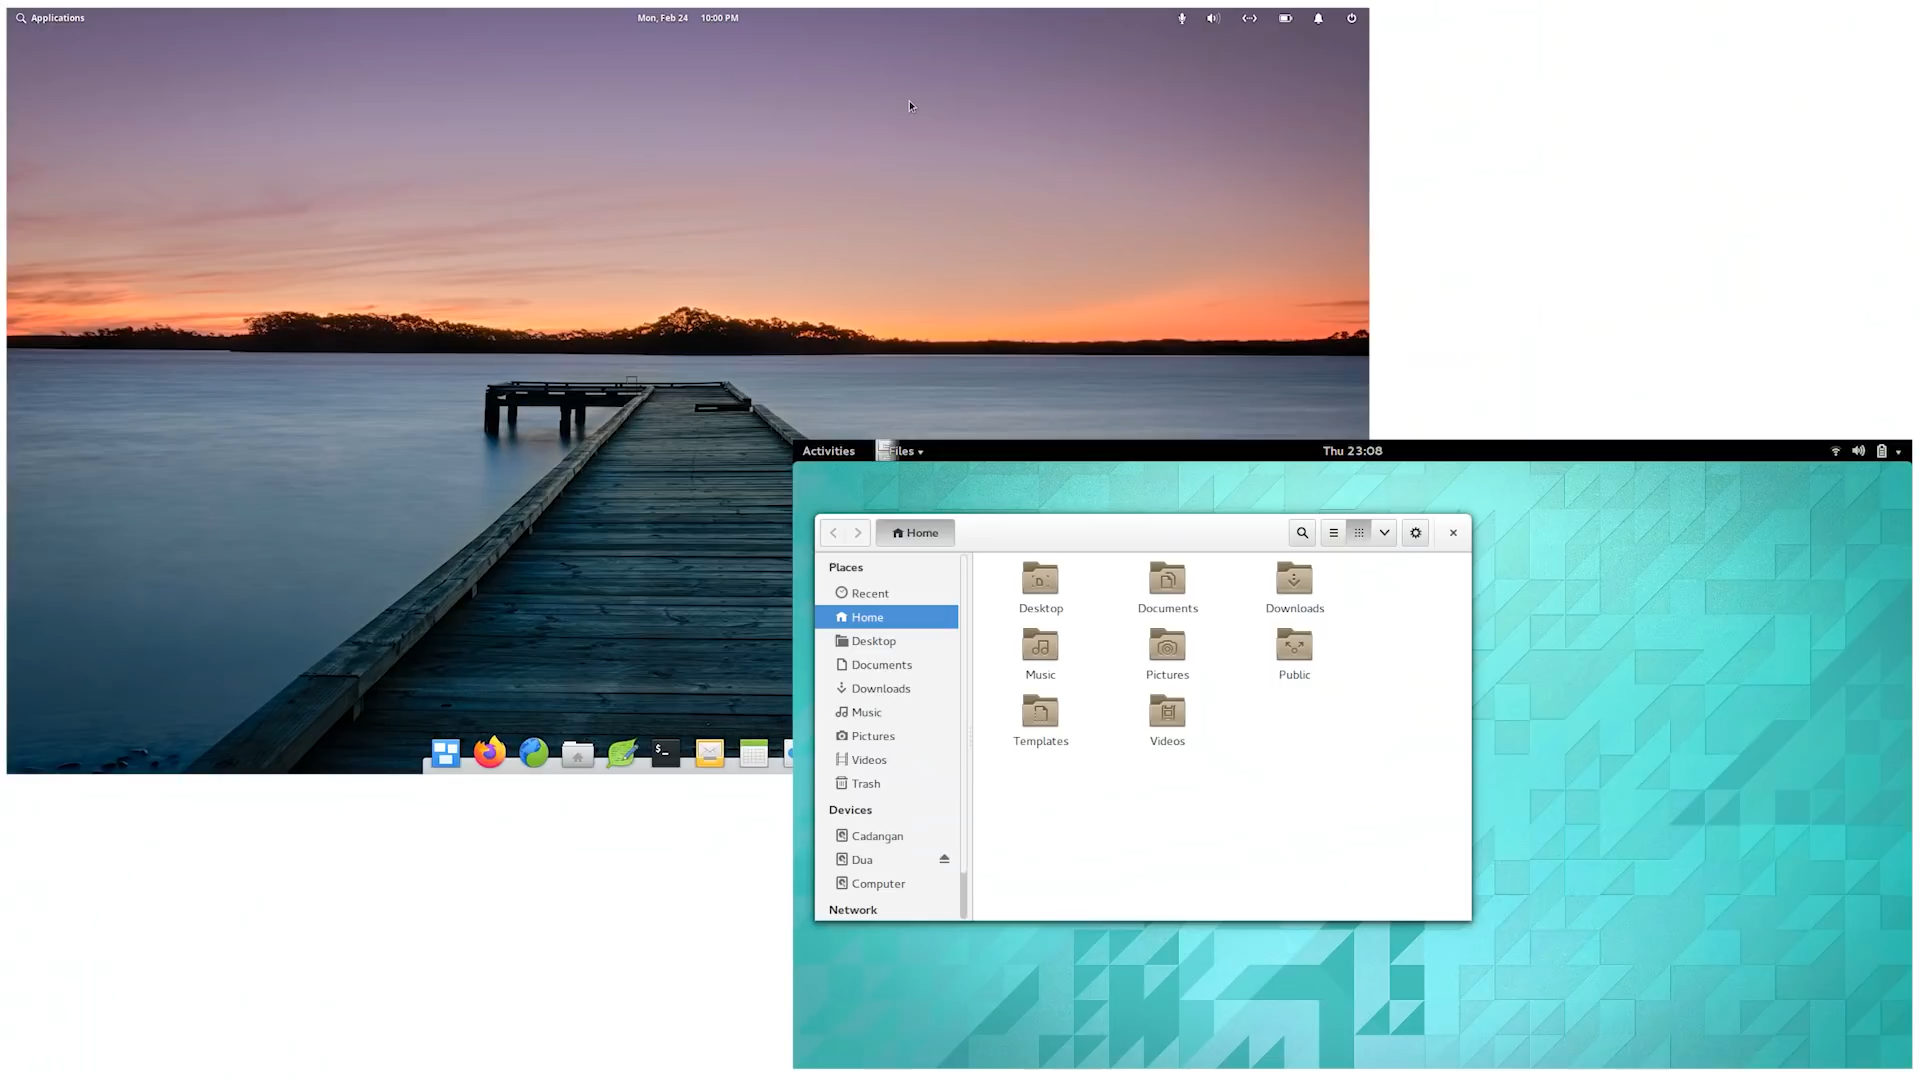 Applications
Mon, Feb 24 10:00 PM
Activities
Files
Thu 23:08
Home
Places
Recent
Home
Desktop
Documents
Downloads
Music
Pictures
Videos
Trash
Devices
Cadangan
Dua
Computer
Network
Desktop
Documents
Downloads
Music
Pictures
Public
Templates
Videos